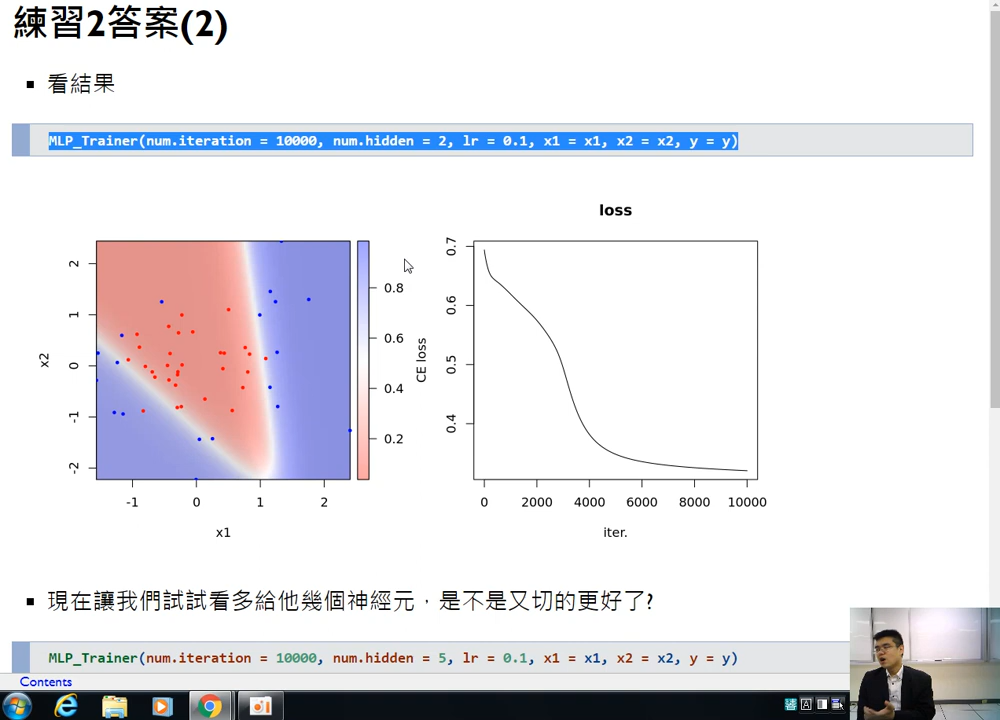 練習2答案(2)
看結果
MLP_Trainer(num.iteration = 10000, num.hidden = 2, lr = 0.1, x1 = x1, x2 = x2, y = y)
loss
2
1
0
-1
-2
x2
-1 0 1 2
x1
0.8
0.6
0.4
0.2
CE loss
0.7
0.6
0.5
0.4
0 2000 4000 6000 8000 10000
iter.
現在讓我們試試看多給他幾個神經元，是不是又切的更好了?
MLP_Trainer(num.iteration = 10000, num.hidden = 5, lr = 0.1, x1 = x1, x2 = x2, y = y)
Contents